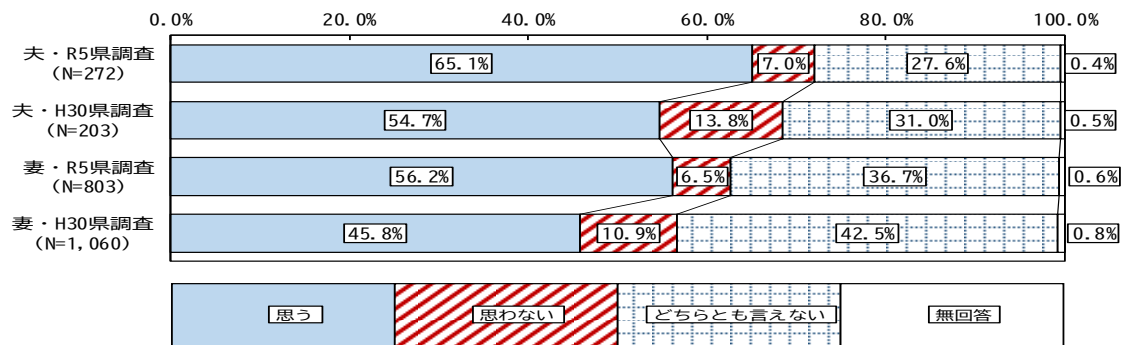 0.0% 20.0% 40.0% 60.0% 80.0% 100.0%
夫・R5県調査
(N=272)
65.1% 7.0% 27.6% 0.4%
夫・H30県調査
(N=203)
54.7% 13.8% 31.0% 0.5%
妻・R5県調査
(N=803)
56.2% 6.5% 36.7% 0.6%
妻・H30県調査
(N=1,060)
45.8% 10.9% 42.5% 0.8%
思う 思わない どちらとも言えない 無回答